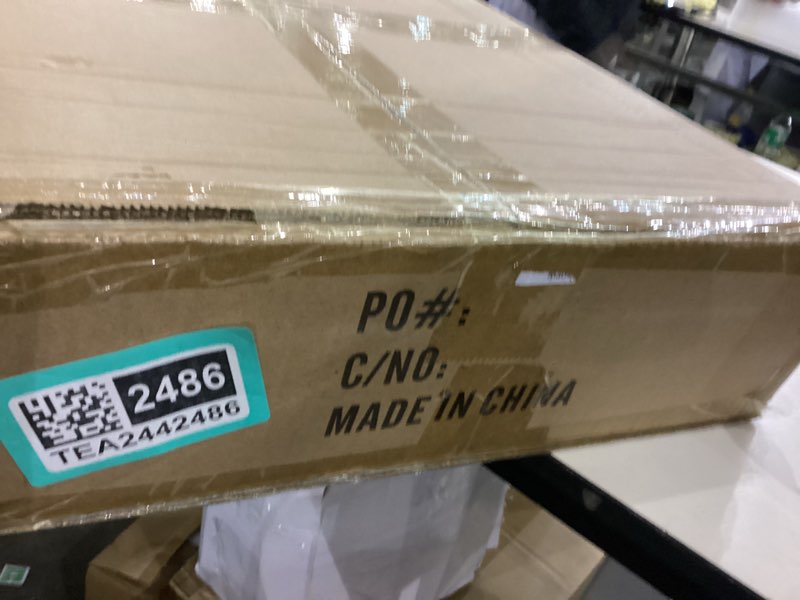 PO#:
C/NO:
MADE IN CHINA
2486
TEA2442486